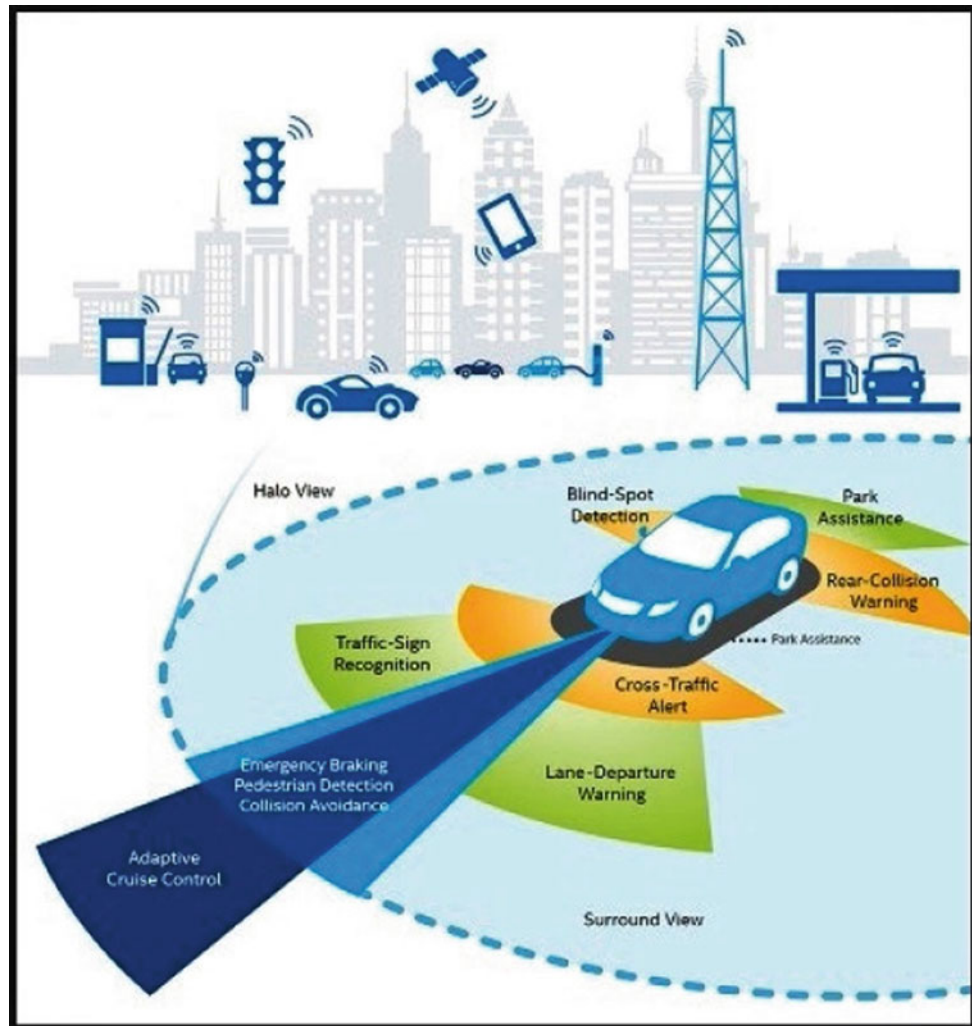 Halo View
Blind-Spot
Detection
Park
Assistance
Rear-Collision
Warning
Park Assistance
Traffic-Sign
Recognition
Cross-Traffic
Alert
Emergency Braking
Pedestrian Detection
Collision Avoidance
Lane-Departure
Warning
Adaptive
Cruise Control
Surround View